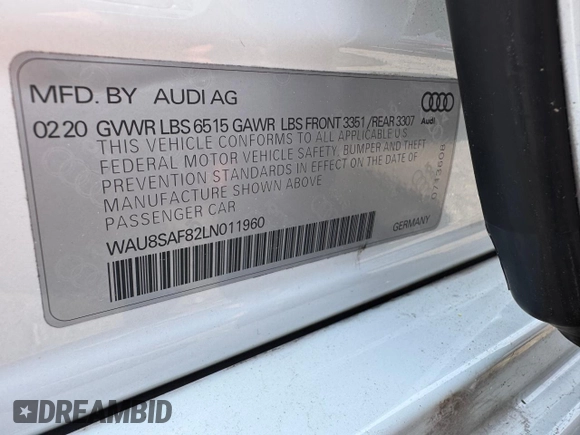 MFD. BY AUDI AG
Audi
0220 GVWR LBS 6515 GAWR LBS FRONT 3351 / REAR 3307
THIS VEHICLE CONFORMS TO ALL APPLICABLE U.S.
FEDERAL MOTOR VEHICLE SAFETY, BUMPER AND THEFT
PREVENTION STANDARDS IN EFFECT ON THE DATE OF
MANUFACTURE SHOWN ABOVE
PASSENGER CAR
WAU8SAF82LN011960
GERMANY
DREAMBID